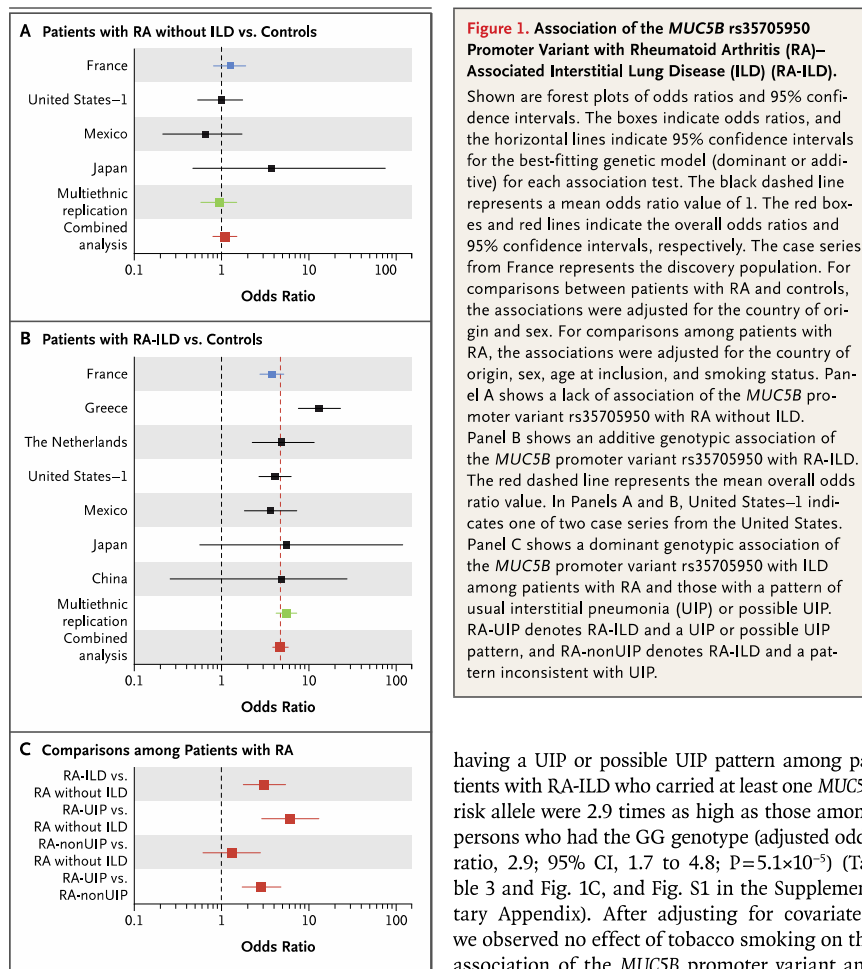 A Patients with RA without ILD vs. Controls
France
United States–1
Mexico
Japan
Multiethnic
replication
Combined
analysis
0.1 1 10 100
Odds Ratio
B Patients with RA-ILD vs. Controls
France
Greece
The Netherlands
United States–1
Mexico
Japan
China
Multiethnic
replication
Combined
analysis
0.1 1 10 100
Odds Ratio
C Comparisons among Patients with RA
RA-ILD vs.
RA without ILD
RA-UIP vs.
RA without ILD
RA-nonUIP vs.
RA without ILD
RA-UIP vs.
RA-nonUIP
0.1 1 10 100
Odds Ratio
Figure 1. Association of the MUC5B rs35705950
Promoter Variant with Rheumatoid Arthritis (RA)–
Associated Interstitial Lung Disease (ILD) (RA-ILD).
Shown are forest plots of odds ratios and 95% confi-
dence intervals. The boxes indicate odds ratios, and
the horizontal lines indicate 95% confidence intervals
for the best-fitting genetic model (dominant or addi-
tive) for each association test. The black dashed line
represents a mean odds ratio value of 1. The red box-
es and red lines indicate the overall odds ratios and
95% confidence intervals, respectively. The case series
from France represents the discovery population. For
comparisons between patients with RA and controls,
the associations were adjusted for the country of ori-
gin and sex. For comparisons among patients with
RA, the associations were adjusted for the country of
origin, sex, age at inclusion, and smoking status. Pan-
el A shows a lack of association of the MUC5B pro-
moter variant rs35705950 with RA without ILD.
Panel B shows an additive genotypic association of
the MUC5B promoter variant rs35705950 with RA-ILD.
The red dashed line represents the mean overall odds
ratio value. In Panels A and B, United States–1 indi-
cates one of two case series from the United States.
Panel C shows a dominant genotypic association of
the MUC5B promoter variant rs35705950 with ILD
among patients with RA and those with a pattern of
usual interstitial pneumonia (UIP) or possible UIP.
RA-UIP denotes RA-ILD and a UIP or possible UIP
pattern, and RA-nonUIP denotes RA-ILD and a pat-
tern inconsistent with UIP.
having a UIP or possible UIP pattern among pa
tients with RA-ILD who carried at least one MUC5
risk allele were 2.9 times as high as those amon
persons who had the GG genotype (adjusted odd
ratio, 2.9; 95% CI, 1.7 to 4.8; P=5.1×10⁻⁵) (Ta
ble 3 and Fig. 1C, and Fig. S1 in the Supplemen
tary Appendix). After adjusting for covariate
we observed no effect of tobacco smoking on th
association of the MUC5B promoter variant an